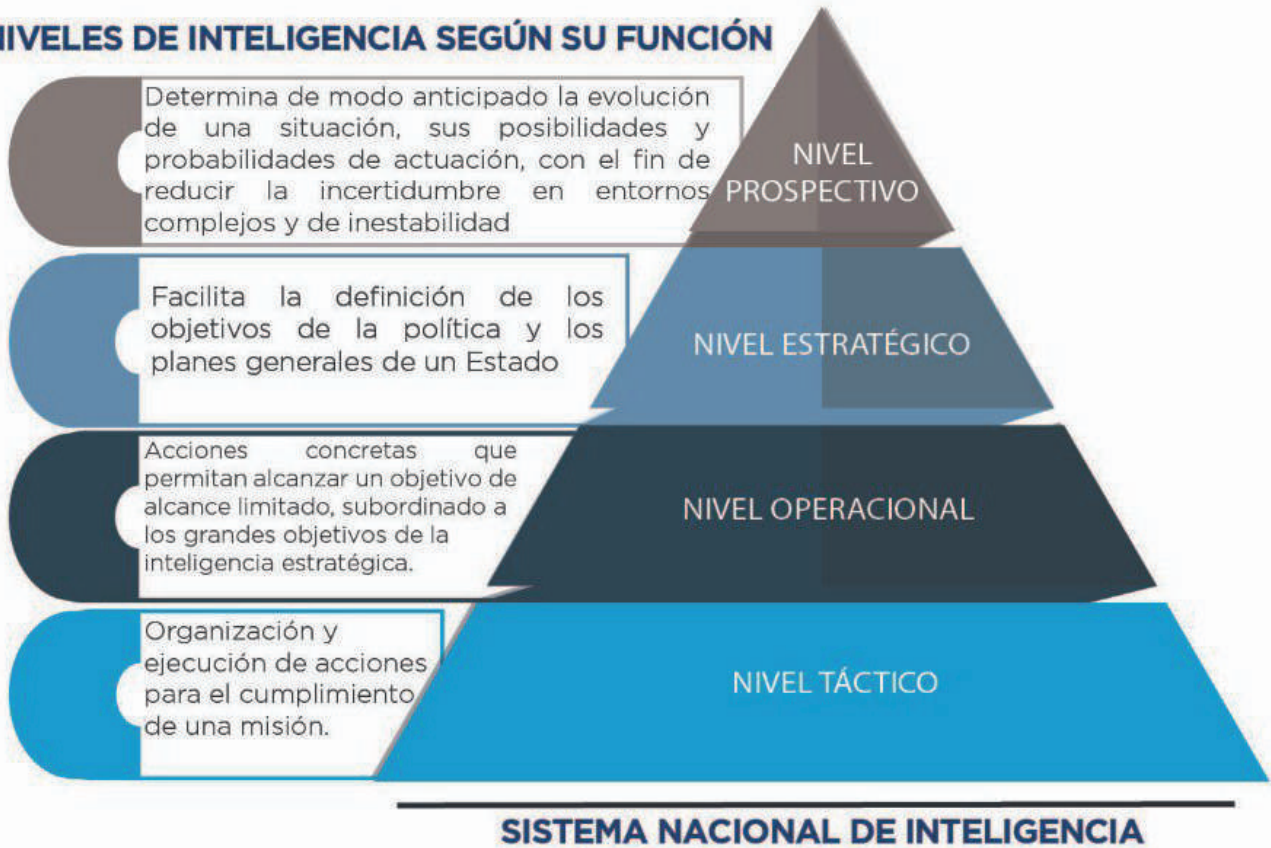 NIVELES DE INTELIGENCIA SEGÚN SU FUNCIÓN
Determina de modo anticipado la evolución
de una situación, sus posibilidades y
probabilidades de actuación, con el fin de
reducir la incertidumbre en entornos
complejos y de inestabilidad
NIVEL
PROSPECTIVO
Facilita la definición de los
objetivos de la política y los
planes generales de un Estado
NIVEL ESTRATÉGICO
Acciones concretas que
permitan alcanzar un objetivo de
alcance limitado, subordinado a
los grandes objetivos de la
inteligencia estratégica.
NIVEL OPERACIONAL
Organización y
ejecución de acciones
para el cumplimiento
de una misión.
NIVEL TÁCTICO
SISTEMA NACIONAL DE INTELIGENCIA